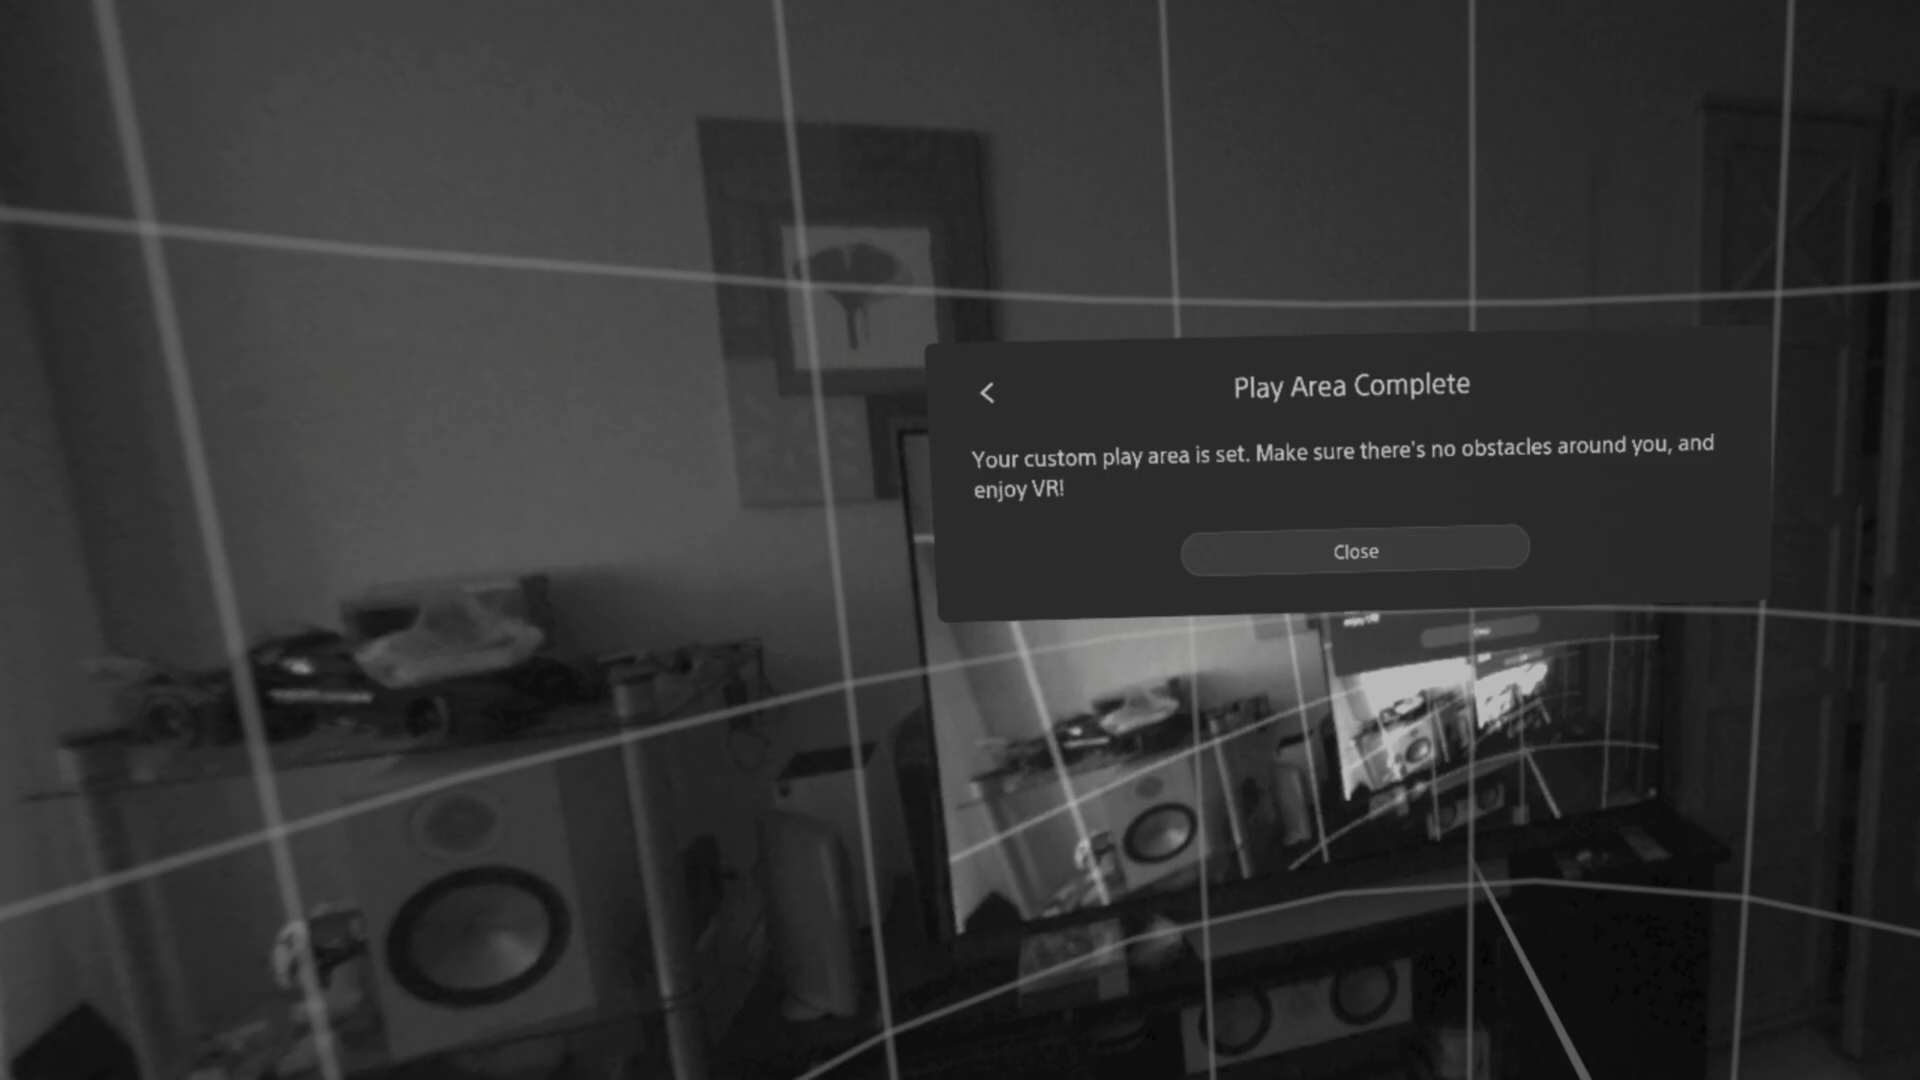 Play Area Complete
Your custom play area is set. Make sure there's no obstacles around you, and
enjoy VR!
Close